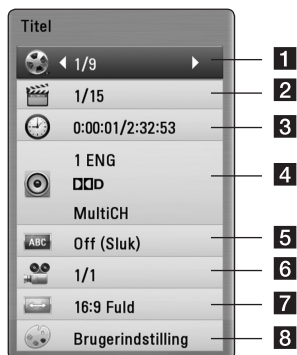 Titel
1/9 1
1/15 2
0:00:01/2:32:53 3
1 ENG
D 4
MultiCH
ABC Off (Sluk) 5
1/1 6
16:9 Fuld 7
Brugerindstilling 8